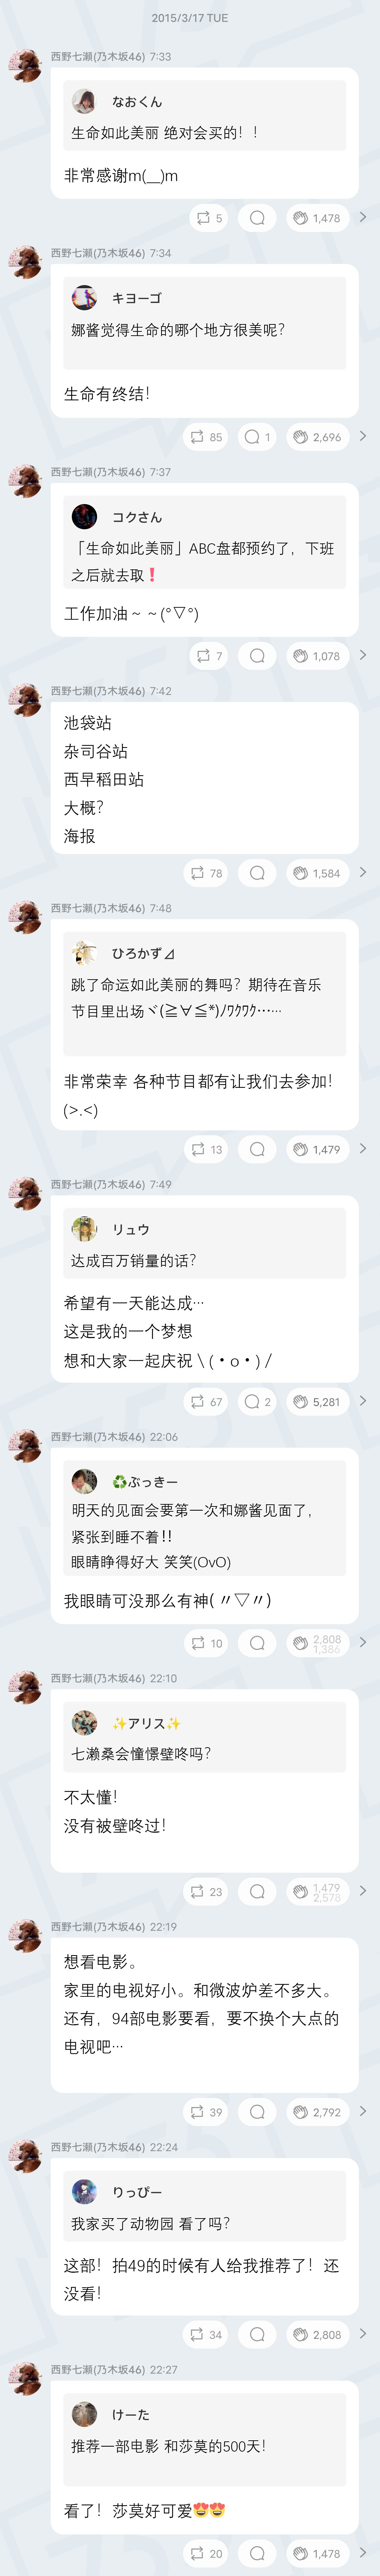 2015/3/17 TUE
西野七瀬(乃木坂46) 7:33
なおくん
生命如此美丽 绝对会买的！！
非常感谢m(__)m
5
1,478
西野七瀬(乃木坂46) 7:34
キヨーゴ
娜酱觉得生命的哪个地方很美呢？
生命有终结！
85
1
2,696
西野七瀬(乃木坂46) 7:37
コクさん
「生命如此美丽」ABC盘都预约了，下班
之后就去取❗
工作加油～～(°▽°)
7
1,078
西野七瀬(乃木坂46) 7:42
池袋站
杂司谷站
西早稻田站
大概？
海报
78
1,584
西野七瀬(乃木坂46) 7:48
ひろかず⊿
跳了命运如此美丽的舞吗？期待在音乐
节目里出场ヾ(≧∀≦*)/ﾜｸﾜｸ……
非常荣幸 各种节目都有让我们去参加！
(>.<)
13
1,479
西野七瀬(乃木坂46) 7:49
リュウ
达成百万销量的话？
希望有一天能达成…
这是我的一个梦想
想和大家一起庆祝 \ ( • o • ) /
67
2
5,281
西野七瀬(乃木坂46) 22:06
♻️ぶっきー
明天的见面会要第一次和娜酱见面了，
紧张到睡不着‼
眼睛睁得好大 笑笑(OvO)
我眼睛可没那么有神(〃▽〃)
10
2,808
1,386
西野七瀬(乃木坂46) 22:10
✨アリス✨
七濑桑会憧憬壁咚吗？
不太懂！
没有被壁咚过！
23
1,479
2,578
西野七瀬(乃木坂46) 22:19
想看电影。
家里的电视好小。和微波炉差不多大。
还有，94部电影要看，要不换个大点的
电视吧…
39
2,792
西野七瀬(乃木坂46) 22:24
りっぴー
我家买了动物园 看了吗？
这部！拍49的时候有人给我推荐了！还
没看！
34
2,808
西野七瀬(乃木坂46) 22:27
けーた
推荐一部电影 和莎莫的500天！
看了！莎莫好可爱😍😍
20
1,478